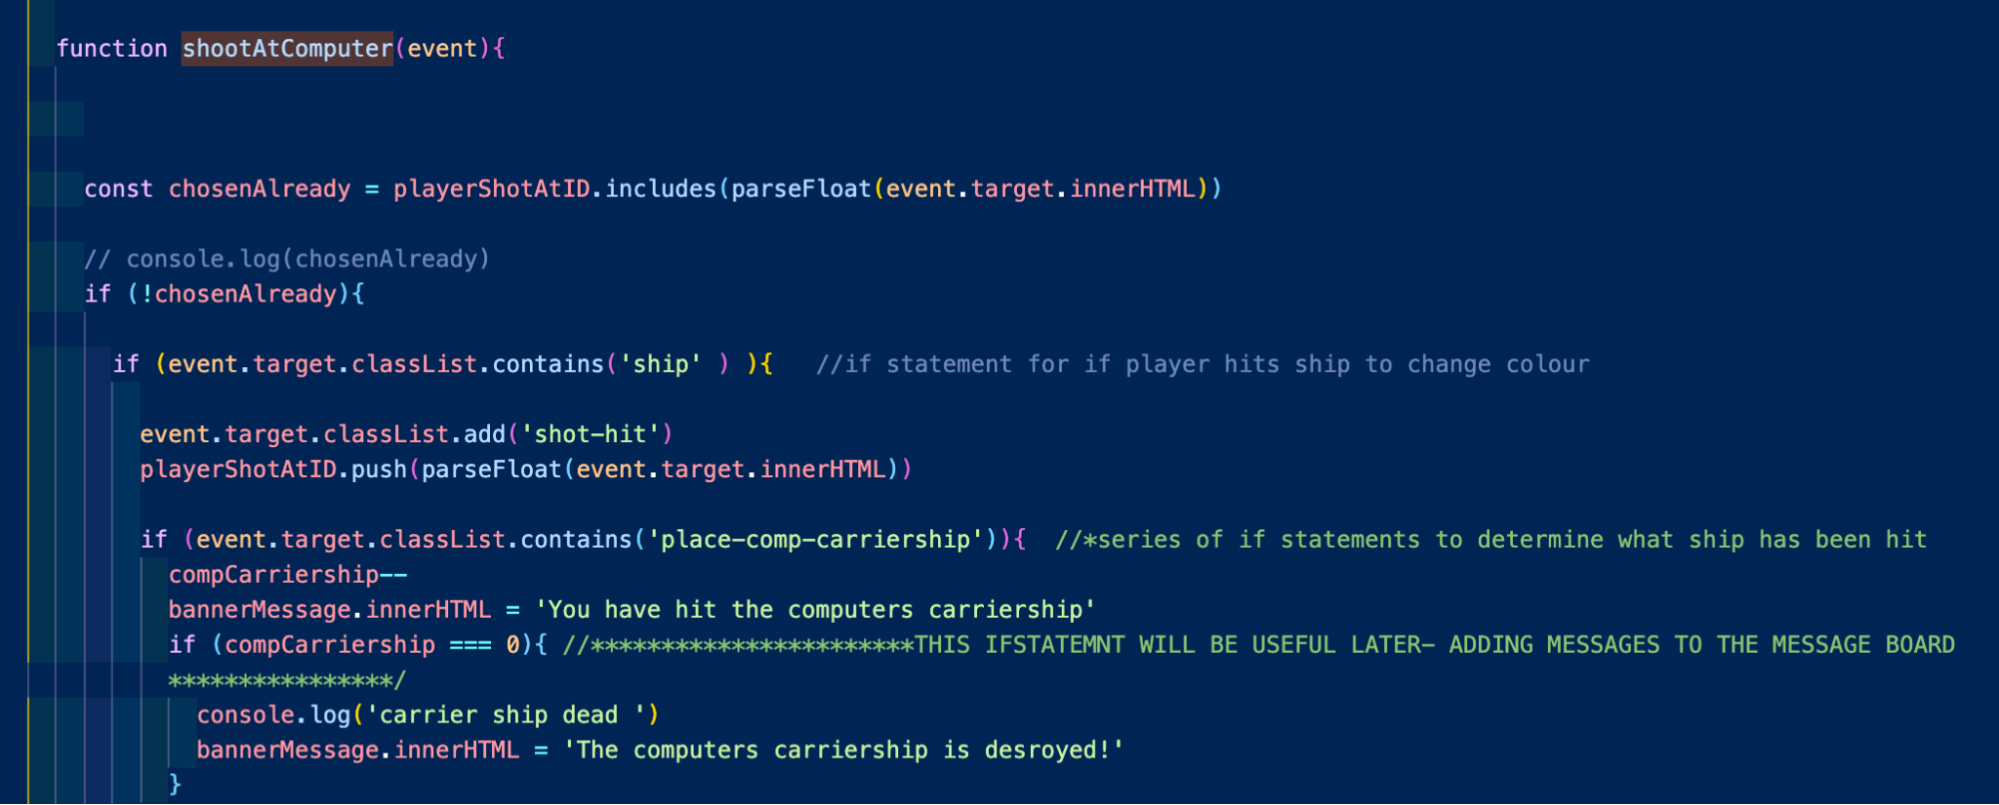 function shootAtComputer(event){
const chosenAlready = playerShotAtID.includes(parseFloat(event.target.innerHTML))
// console.log(chosenAlready)
if (!chosenAlready){
if (event.target.classList.contains('ship' ) ){   //if statement for if player hits ship to change colour
event.target.classList.add('shot-hit')
playerShotAtID.push(parseFloat(event.target.innerHTML))
if (event.target.classList.contains('place-comp-carriership')){  //*series of if statements to determine what ship has been hit
compCarriership--
bannerMessage.innerHTML = 'You have hit the computers carriership'
if (compCarriership === 0){ //***********************THIS IFSTATEMNT WILL BE USEFUL LATER- ADDING MESSAGES TO THE MESSAGE BOARD
****************/
console.log('carrier ship dead ')
bannerMessage.innerHTML = 'The computers carriership is desroyed!'
}